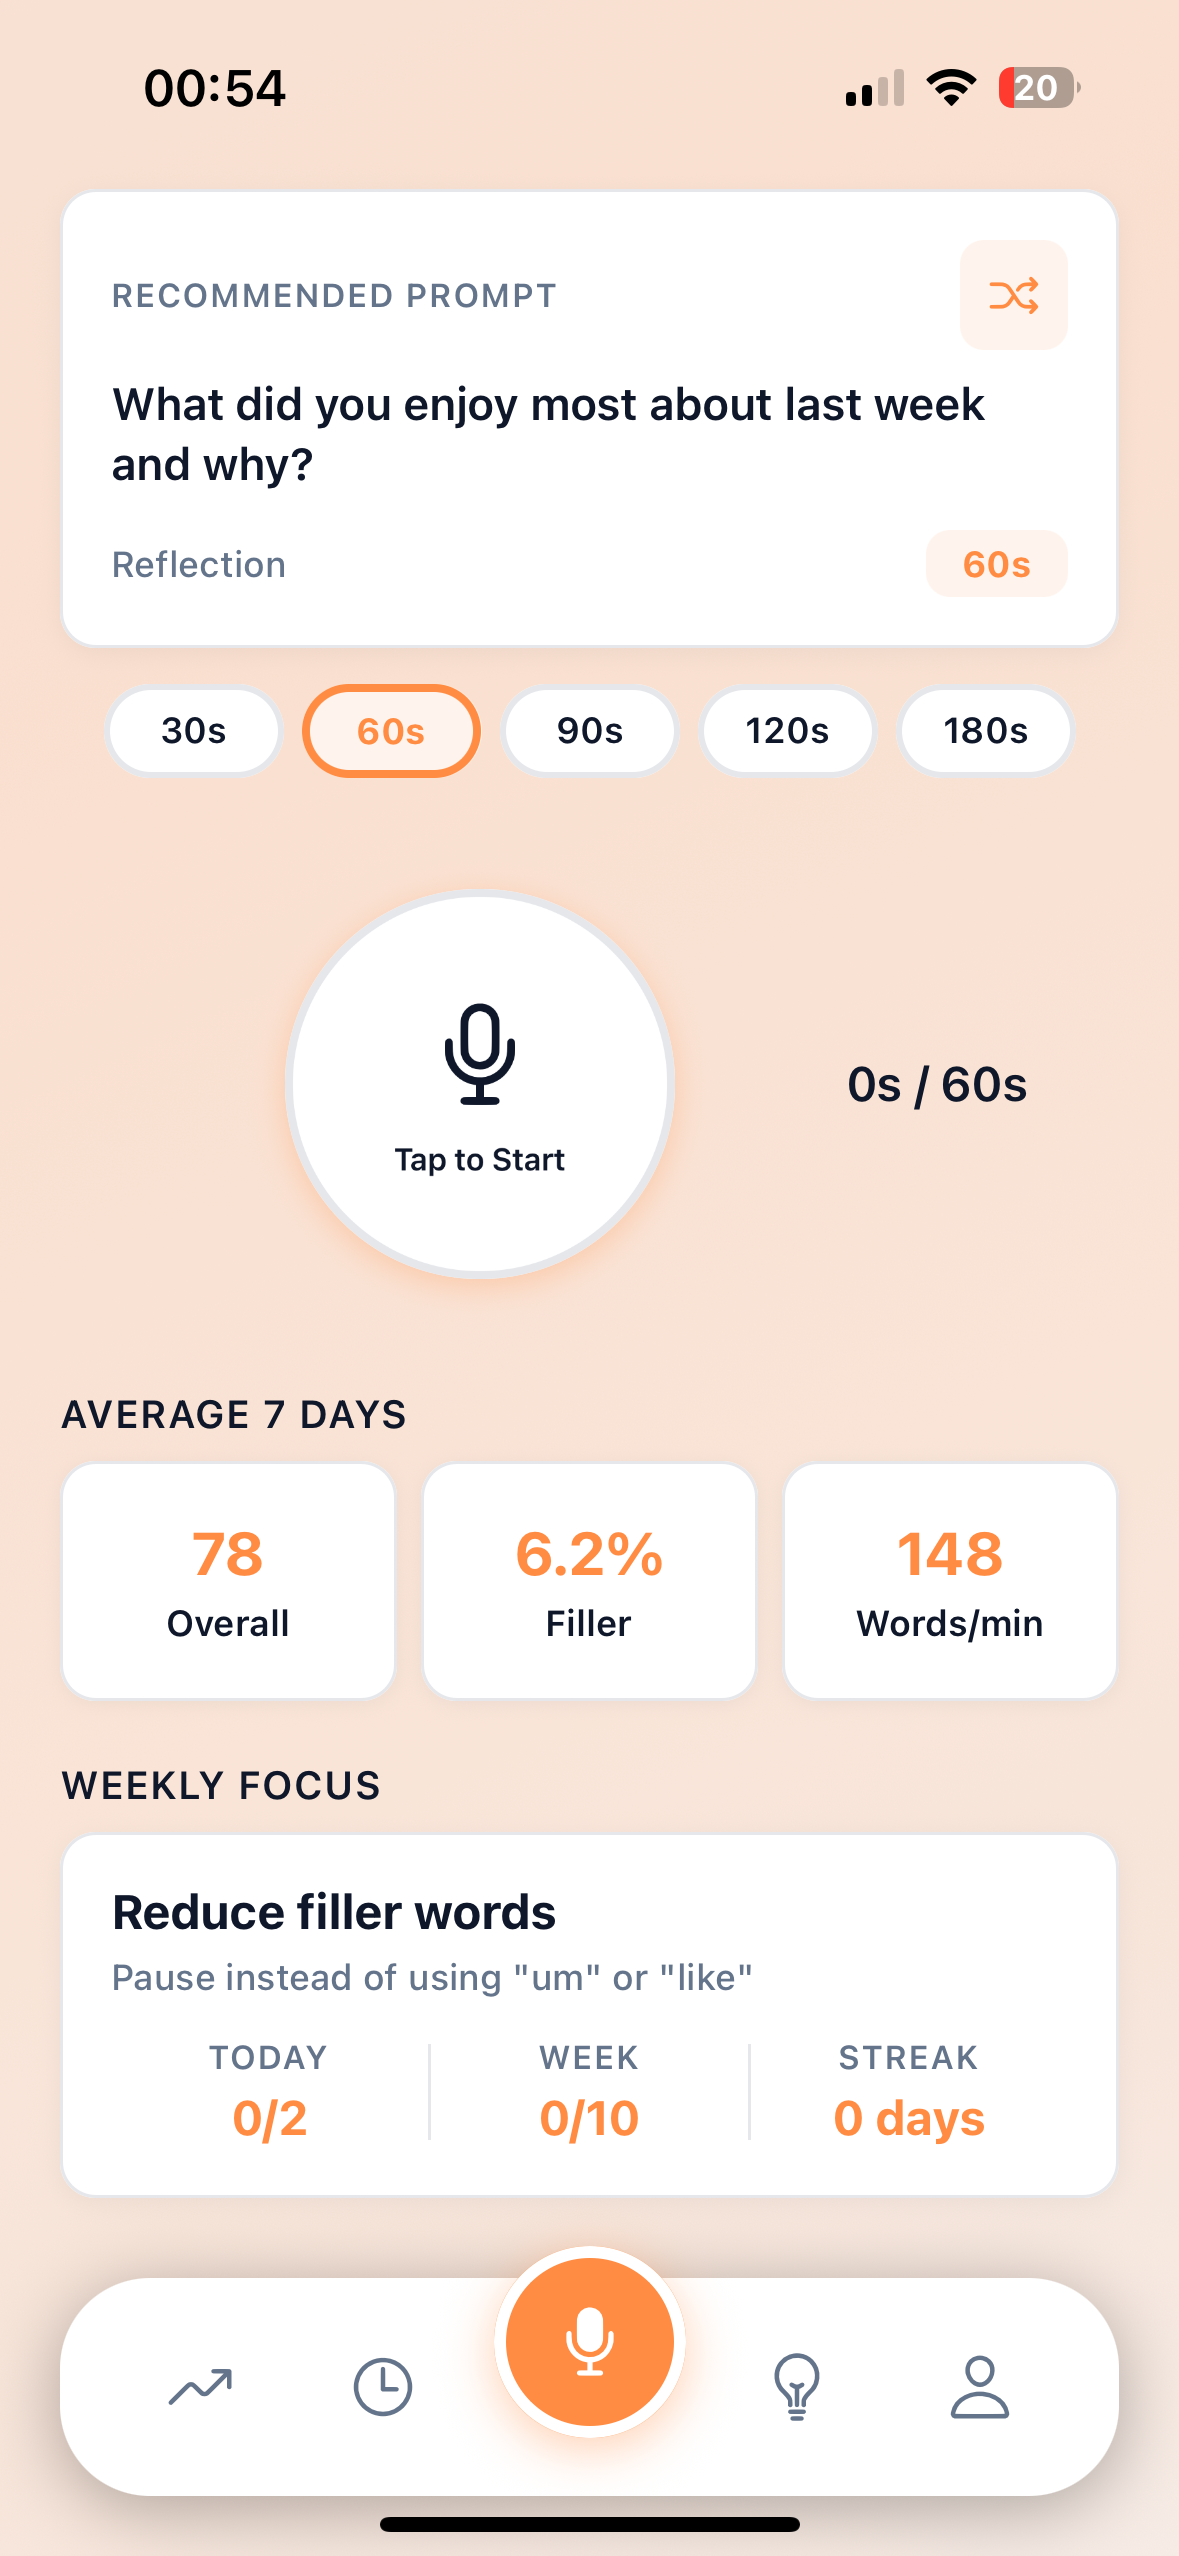 00:54
20
RECOMMENDED PROMPT
What did you enjoy most about last week
and why?
Reflection
60s
30s
60s
90s
120s
180s
Tap to Start
0s / 60s
AVERAGE 7 DAYS
78
Overall
6.2%
Filler
148
Words/min
WEEKLY FOCUS
Reduce filler words
Pause instead of using "um" or "like"
TODAY
0/2
WEEK
0/10
STREAK
0 days